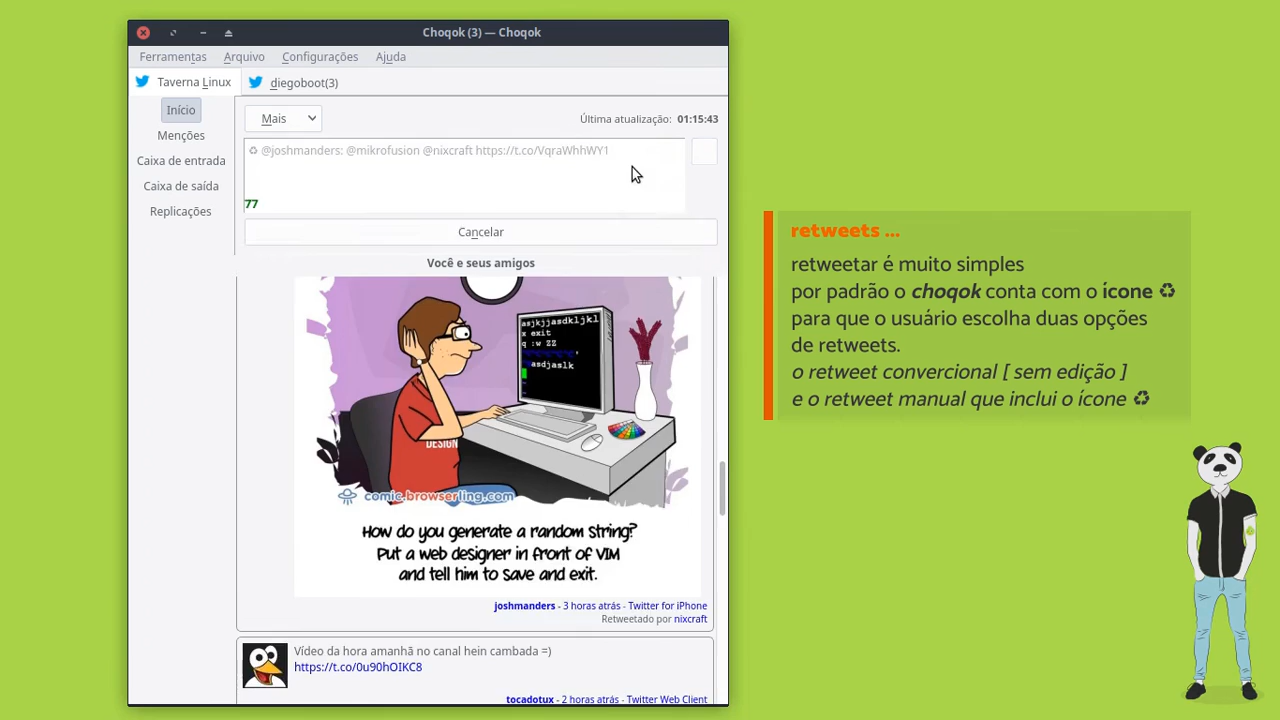 Choqok (3) — Choqok
Ferramentas Arquivo Configurações Ajuda
Taverna Linux diegoboot(3)
Início
Menções
Caixa de entrada
Caixa de saída
Replicações
Mais
Última atualização: 01:15:43
♻ @joshmanders: @mikrofusion @nixcraft https://t.co/VqraWhhWY1
77
Cancelar
Você e seus amigos
asjkjjasdkljkl
x exit
q :w ZZ
asdjaslk
DESIGN
comic.browserling.com
How do you generate a random string?
Put a web designer in front of VIM
and tell him to save and exit.
joshmanders - 3 horas atrás - Twitter for iPhone
Retweetado por nixcraft
Vídeo da hora amanhã no canal hein cambada =)
https://t.co/0u90hOIKC8
tocadotux - 2 horas atrás - Twitter Web Client
retweets ...
retweetar é muito simples
por padrão o choqok conta com o ícone ♻
para que o usuário escolha duas opções
de retweets.
o retweet convercional [ sem edição ]
e o retweet manual que inclui o ícone ♻